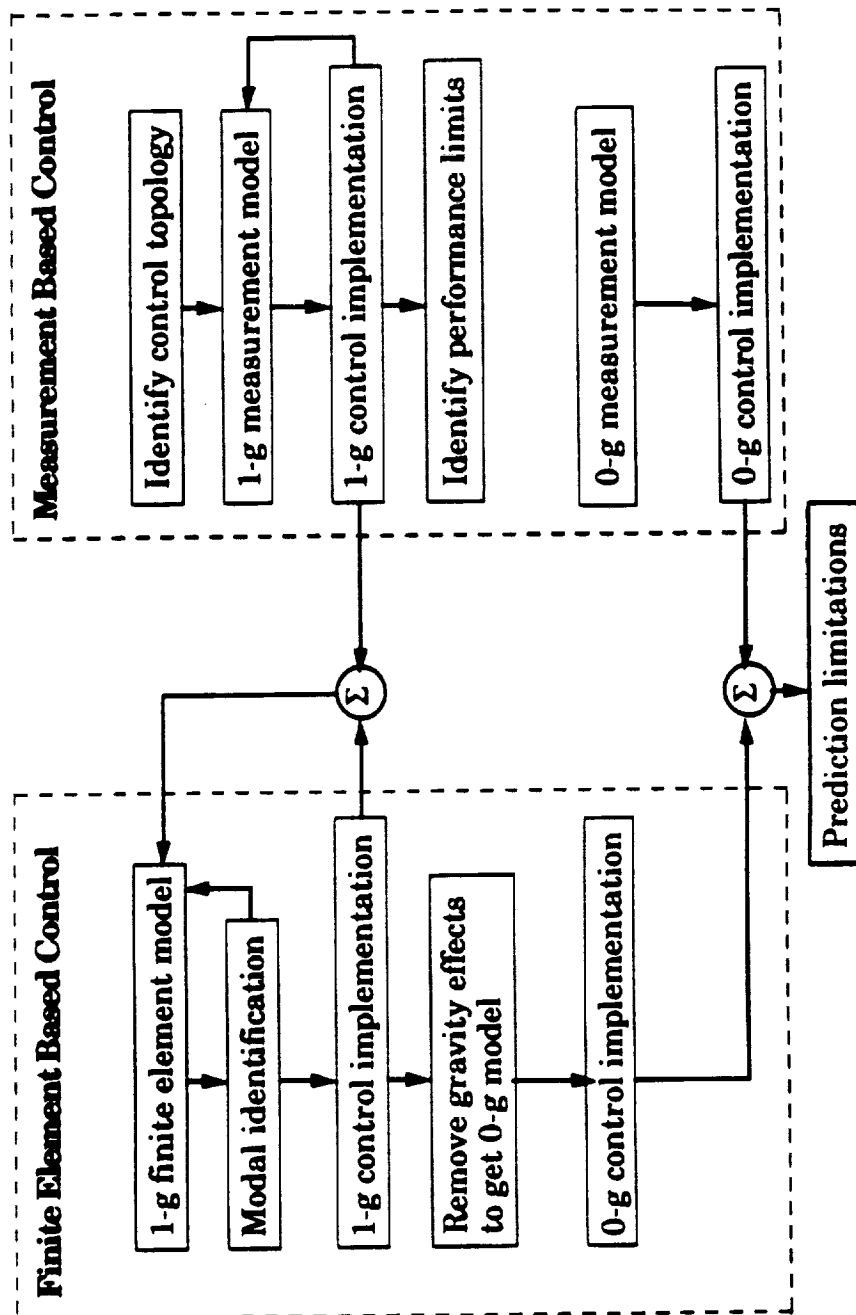 Finite Element Based Control
1-g finite element model
Modal identification
1-g control implementation
Remove gravity effects
to get 0-g model
0-g control implementation
Measurement Based Control
Identify control topology
1-g measurement model
1-g control implementation
Identify performance limits
0-g measurement model
0-g control implementation
Σ
Σ
Prediction limitations